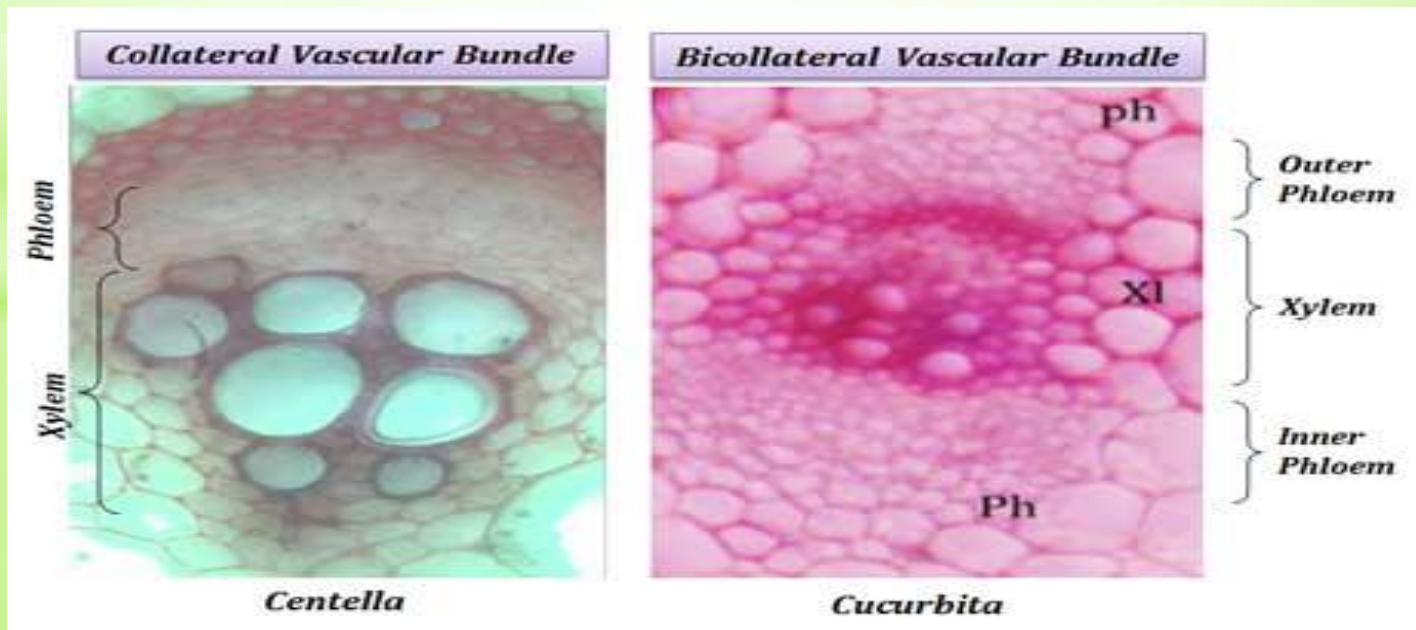 Collateral Vascular Bundle
Phloem
Xylem
Centella
Bicollateral Vascular Bundle
ph
Xl
Ph
Outer
Phloem
Xylem
Inner
Phloem
Cucurbita